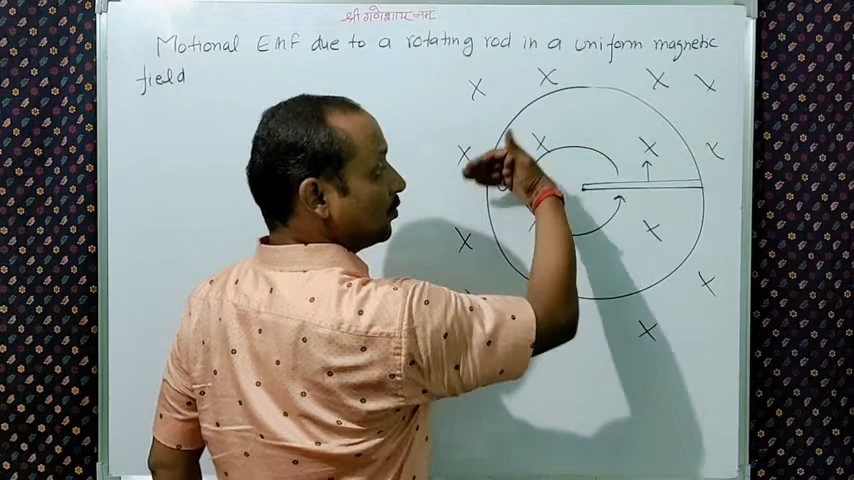 श्री गणेशाय नमः
Motional EMF due to a rotating rod in a uniform magnetic
field